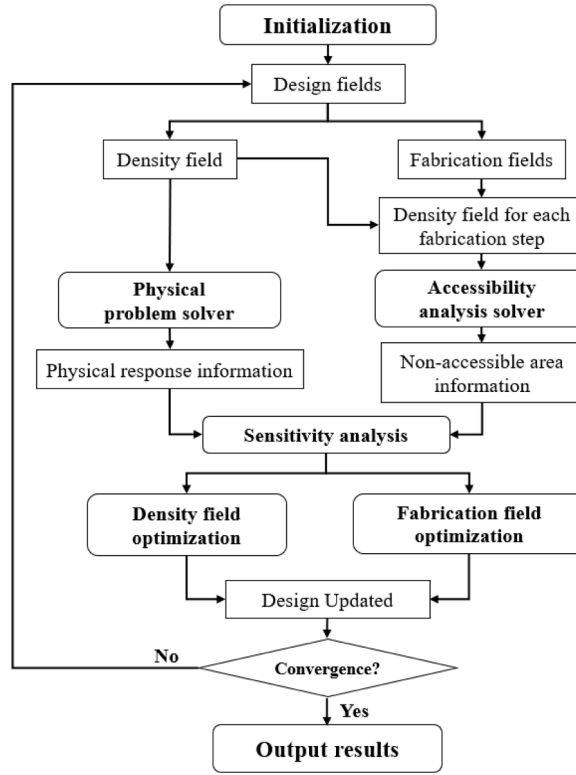 Initialization
Design fields
Density field
Fabrication fields
Density field for each
fabrication step
Physical
problem solver
Accessibility
analysis solver
Physical response information
Non-accessible area
information
Sensitivity analysis
Density field
optimization
Fabrication field
optimization
Design Updated
Convergence?
No
Yes
Output results